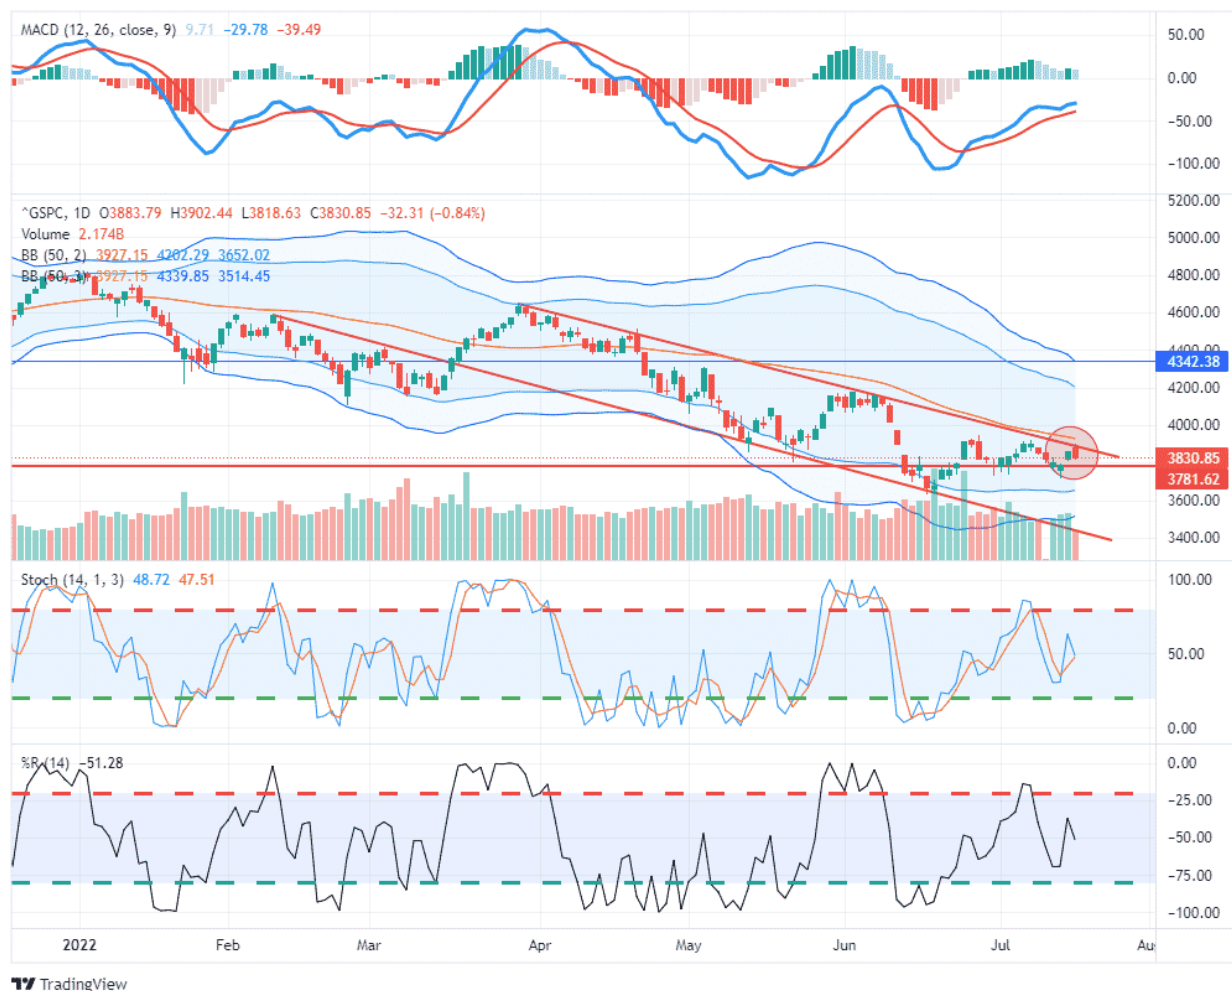 MACD (12, 26, close, 9) 9.71 −29.78 −39.49
50.00
0.00
−50.00
−100.00
^GSPC, 1D O3883.79 H3902.44 L3818.63 C3830.85 −32.31 (−0.84%)
Volume 2.174B
BB (50, 2) 3927.15 4202.29 3652.02
BB (50, 3) 3927.15 4339.85 3514.45
5200.00
5000.00
4800.00
4600.00
4400.00
4342.38
4200.00
4000.00
3830.85
3781.62
3600.00
3400.00
Stoch (14, 1, 3) 48.72 47.51
100.00
50.00
0.00
%R (14) −51.28
0.00
−25.00
−50.00
−75.00
−100.00
2022 Feb Mar Apr May Jun Jul Au
TradingView